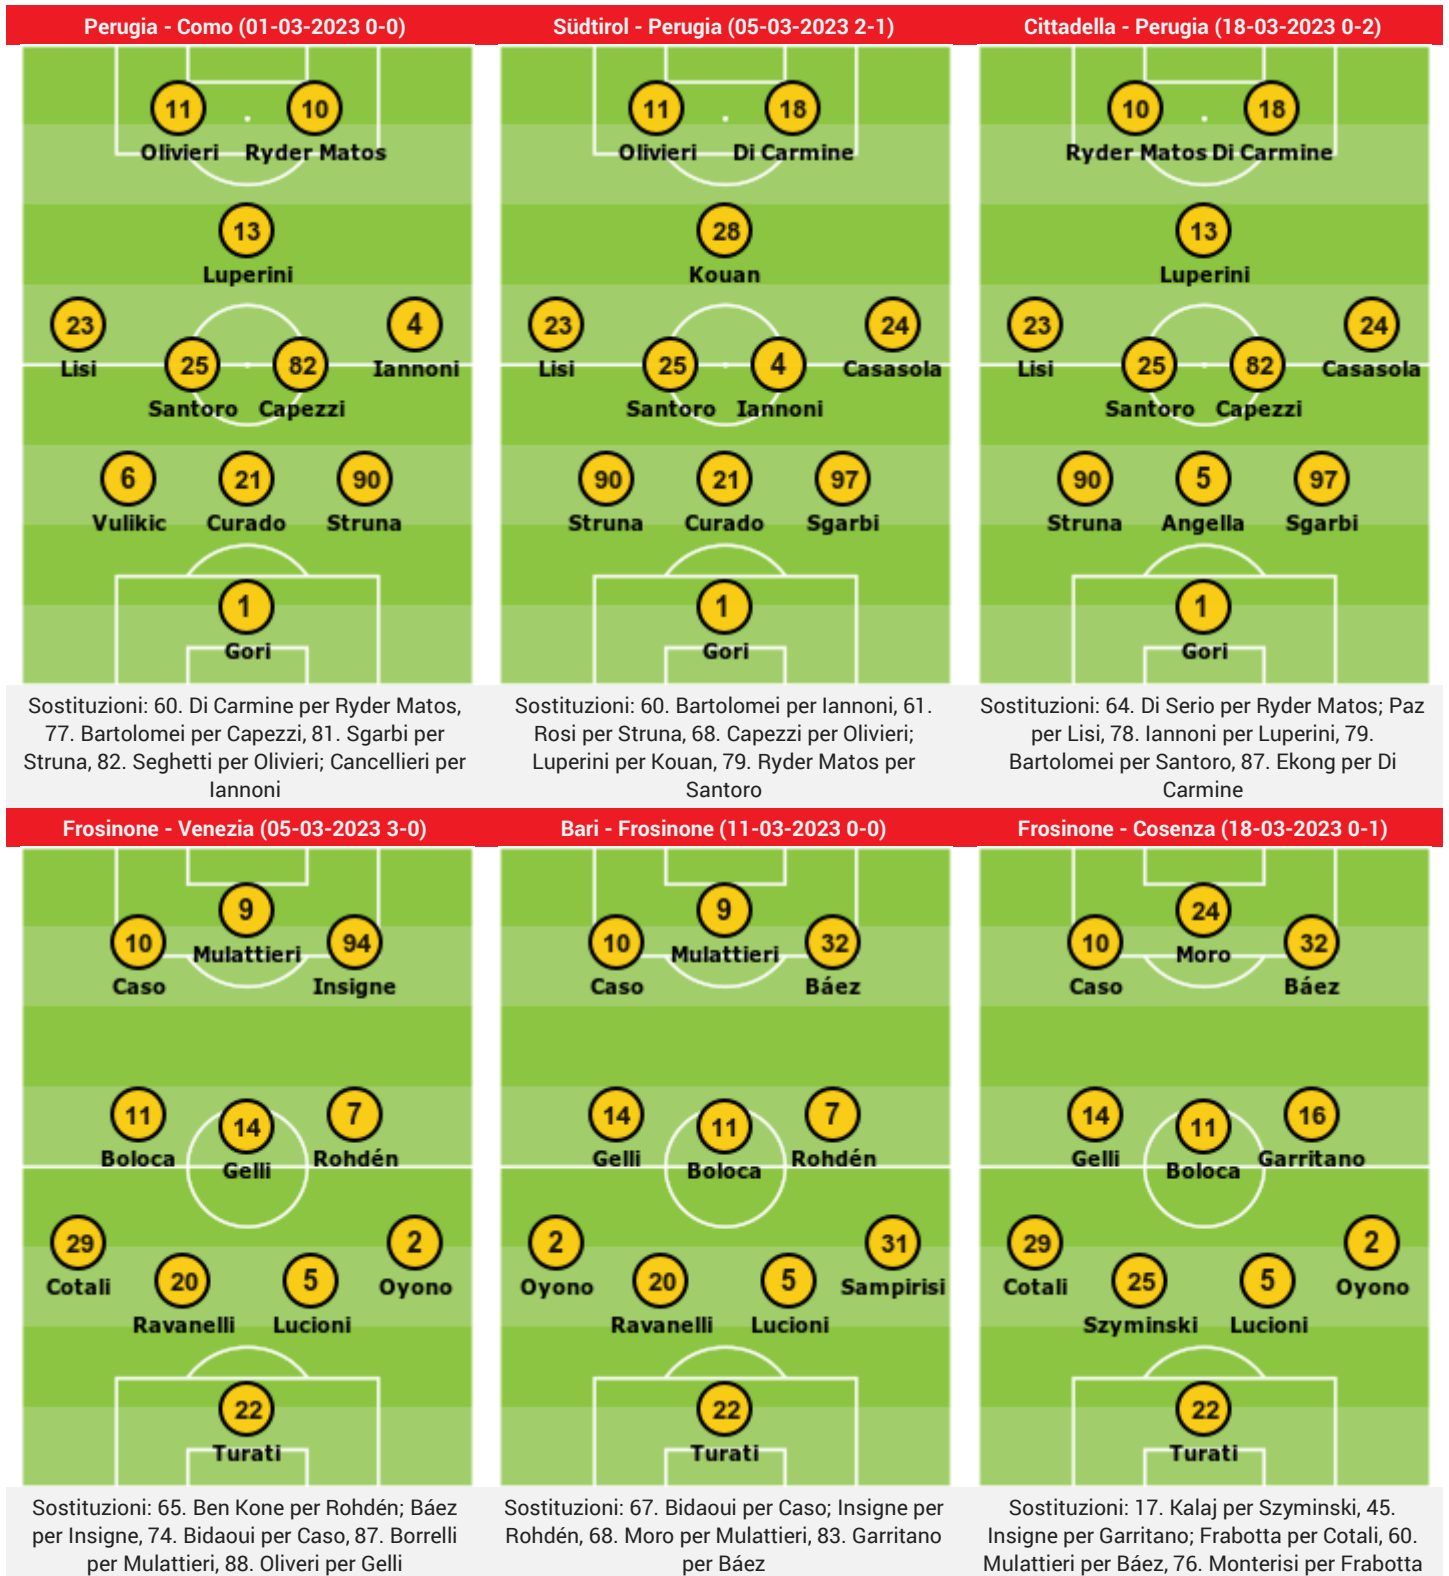 Perugia - Como (01-03-2023 0-0)
11 10
Olivieri Ryder Matos
13
Luperini
23 4
25 82
Lisi Iannoni
Santoro Capezzi
6 21 90
Vulikic Curado Struna
1
Gori
Sostituzioni: 60. Di Carmine per Ryder Matos,
77. Bartolomei per Capezzi, 81. Sgarbi per
Struna, 82. Seghetti per Olivieri; Cancellieri per
Iannoni
Südtirol - Perugia (05-03-2023 2-1)
11 18
Olivieri Di Carmine
28
Kouan
23 24
25 4
Lisi Casasola
Santoro Iannoni
90 21 97
Struna Curado Sgarbi
1
Gori
Sostituzioni: 60. Bartolomei per Iannoni, 61.
Rosi per Struna, 68. Capezzi per Olivieri;
Luperini per Kouan, 79. Ryder Matos per
Santoro
Cittadella - Perugia (18-03-2023 0-2)
10 18
Ryder Matos Di Carmine
13
Luperini
23 24
25 82
Lisi Casasola
Santoro Capezzi
90 5 97
Struna Angella Sgarbi
1
Gori
Sostituzioni: 64. Di Serio per Ryder Matos; Paz
per Lisi, 78. Iannoni per Luperini, 79.
Bartolomei per Santoro, 87. Ekong per Di
Carmine
Frosinone - Venezia (05-03-2023 3-0)
9
10 94
Mulattieri
Caso Insigne
11 14 7
Boloca Rohdén
Gelli
29 2
20 5
Cotali Oyono
Ravanelli Lucioni
22
Turati
Sostituzioni: 65. Ben Kone per Rohdén; Báez
per Insigne, 74. Bidaoui per Caso, 87. Borrelli
per Mulattieri, 88. Oliveri per Gelli
Bari - Frosinone (11-03-2023 0-0)
9
10 32
Mulattieri
Caso Báez
14 11 7
Gelli Rohdén
Boloca
2 31
20 5
Oyono Sampirisi
Ravanelli Lucioni
22
Turati
Sostituzioni: 67. Bidaoui per Caso; Insigne per
Rohdén, 68. Moro per Mulattieri, 83. Garritano
per Báez
Frosinone - Cosenza (18-03-2023 0-1)
24
10 32
Moro
Caso Báez
14 11 16
Gelli Garritano
Boloca
29 2
25 5
Cotali Oyono
Szyminski Lucioni
22
Turati
Sostituzioni: 17. Kalaj per Szyminski, 45.
Insigne per Garritano; Frabotta per Cotali, 60.
Mulattieri per Báez, 76. Monterisi per Frabotta